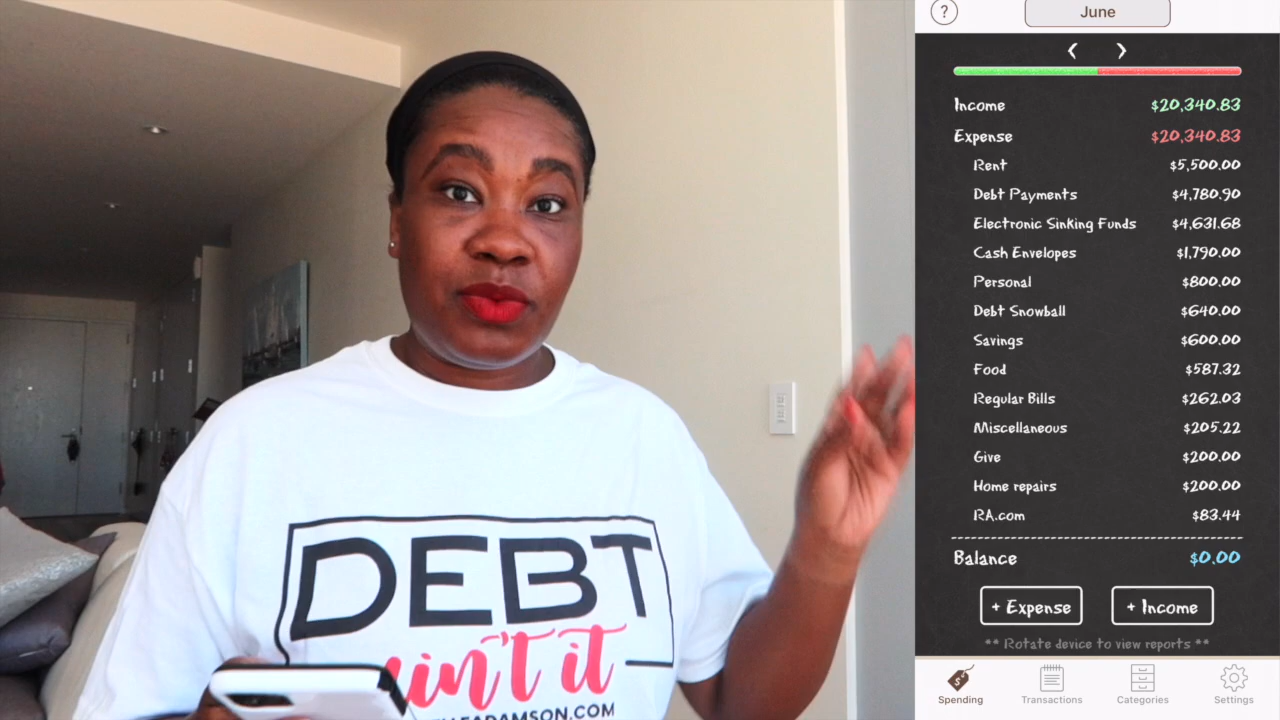 DEBT
ain't it
ADAMSON.COM
?
June
Income $20,340.83
Expense $20,340.83
Rent $5,500.00
Debt Payments $4,780.90
Electronic Sinking Funds $4,631.68
Cash Envelopes $1,790.00
Personal $800.00
Debt Snowball $640.00
Savings $600.00
Food $587.32
Regular Bills $262.03
Miscellaneous $205.22
Give $200.00
Home repairs $200.00
RA.com $83.44
Balance $0.00
+ Expense + Income
** Rotate device to view reports **
Spending Transactions Categories Settings